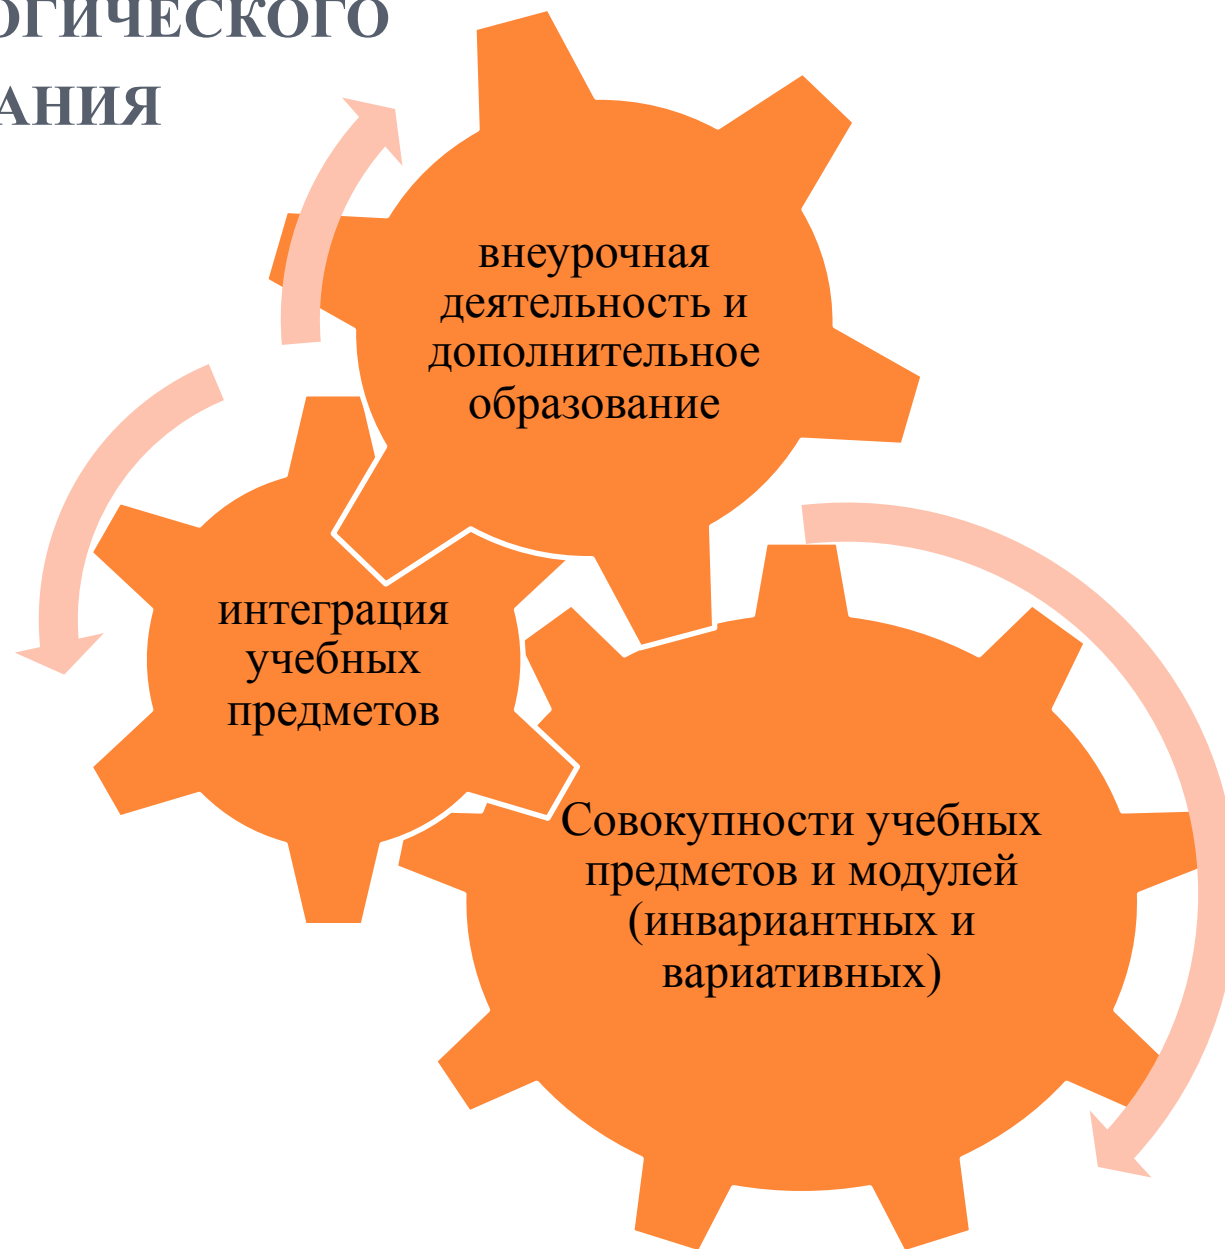 ОГИЧЕСКОГО
АНИЯ
внеурочная
деятельность и
дополнительное
образование
интеграция
учебных
предметов
Совокупности учебных
предметов и модулей
(инвариантных и
вариативных)